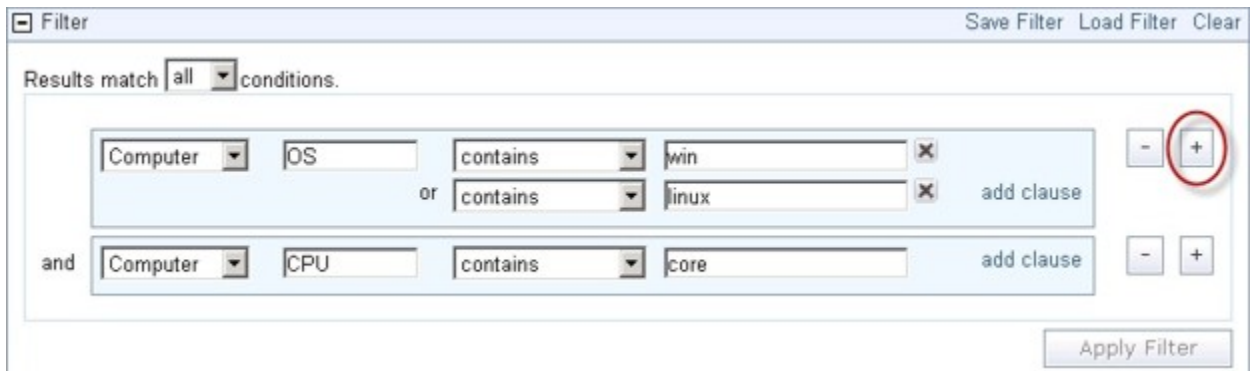 Filter Save Filter Load Filter Clear
Results match all conditions.
Computer OS contains win - +
or contains linux add clause
and Computer CPU contains core add clause - +
Apply Filter